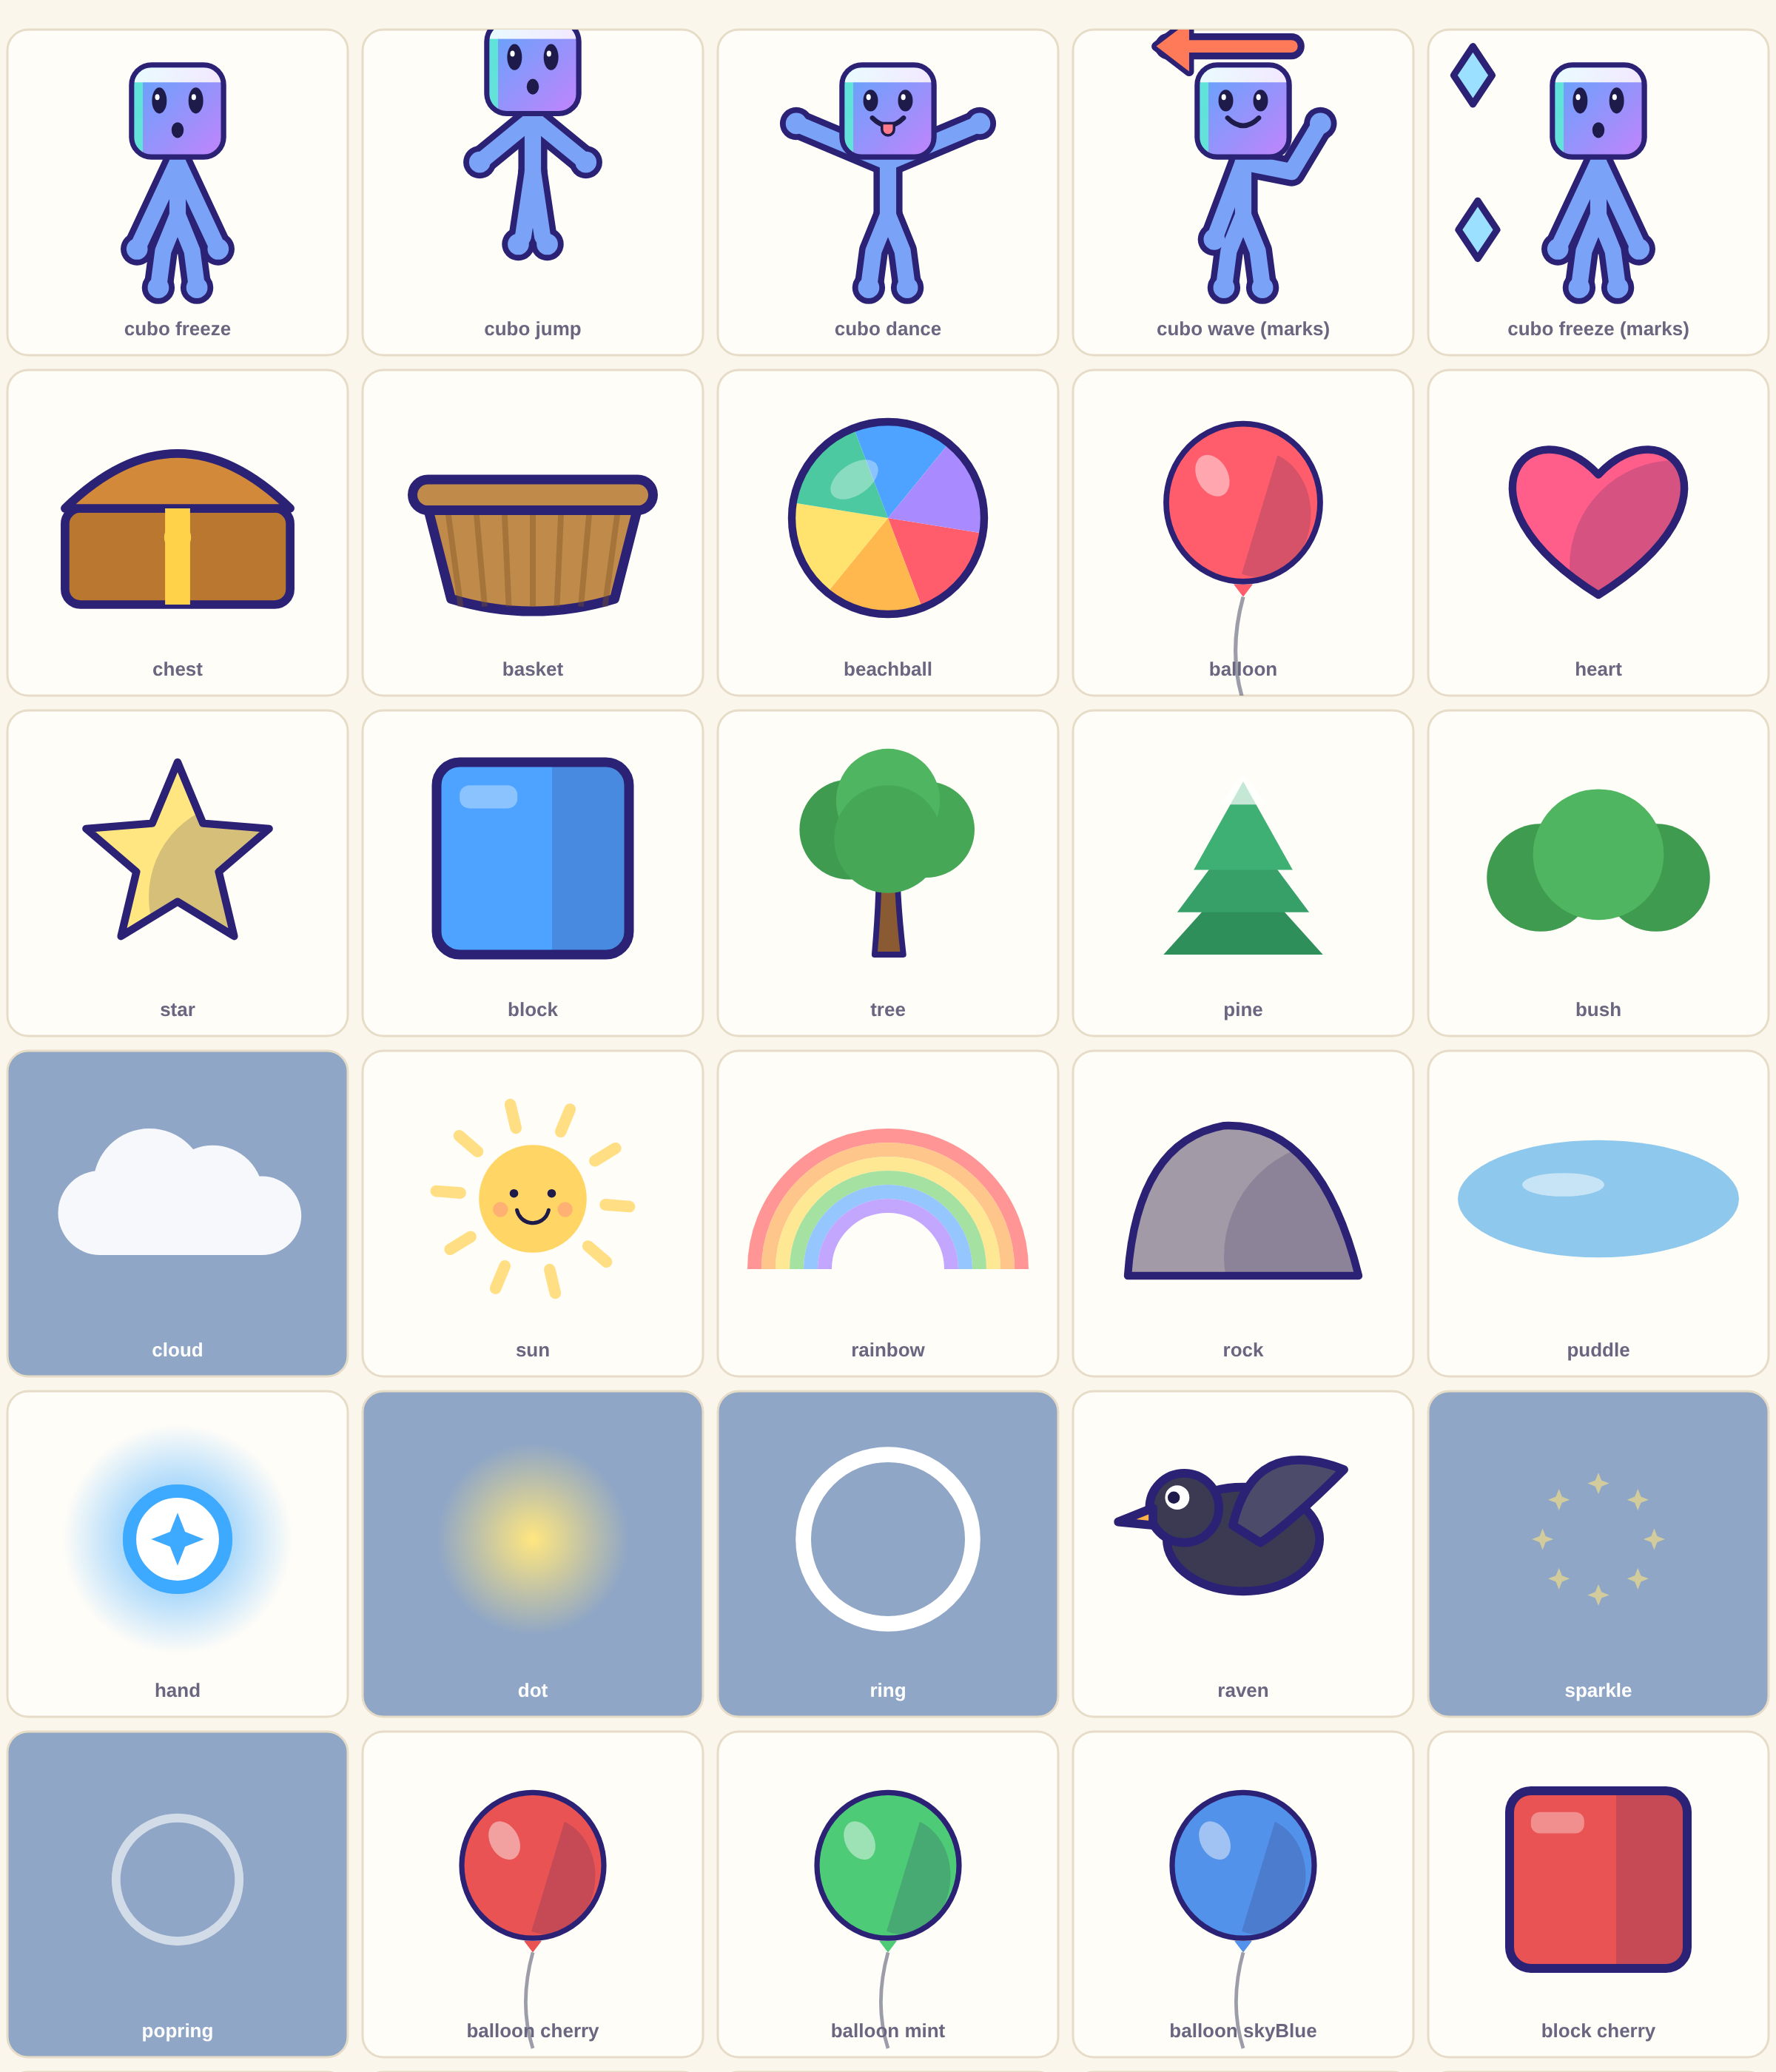 cubo freeze
cubo jump
cubo dance
cubo wave (marks)
cubo freeze (marks)
chest
basket
beachball
balloon
heart
star
block
tree
pine
bush
cloud
sun
rainbow
rock
puddle
hand
dot
ring
raven
sparkle
popring
balloon cherry
balloon mint
balloon skyBlue
block cherry